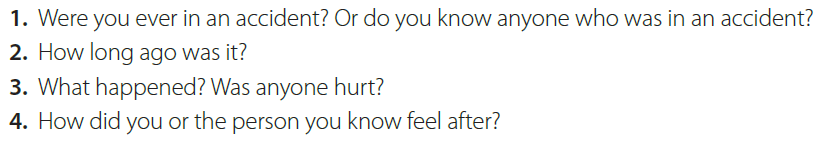 1. Were you ever in an accident? Or do you know anyone who was in an accident?
2. How long ago was it?
3. What happened? Was anyone hurt?
4. How did you or the person you know feel after?